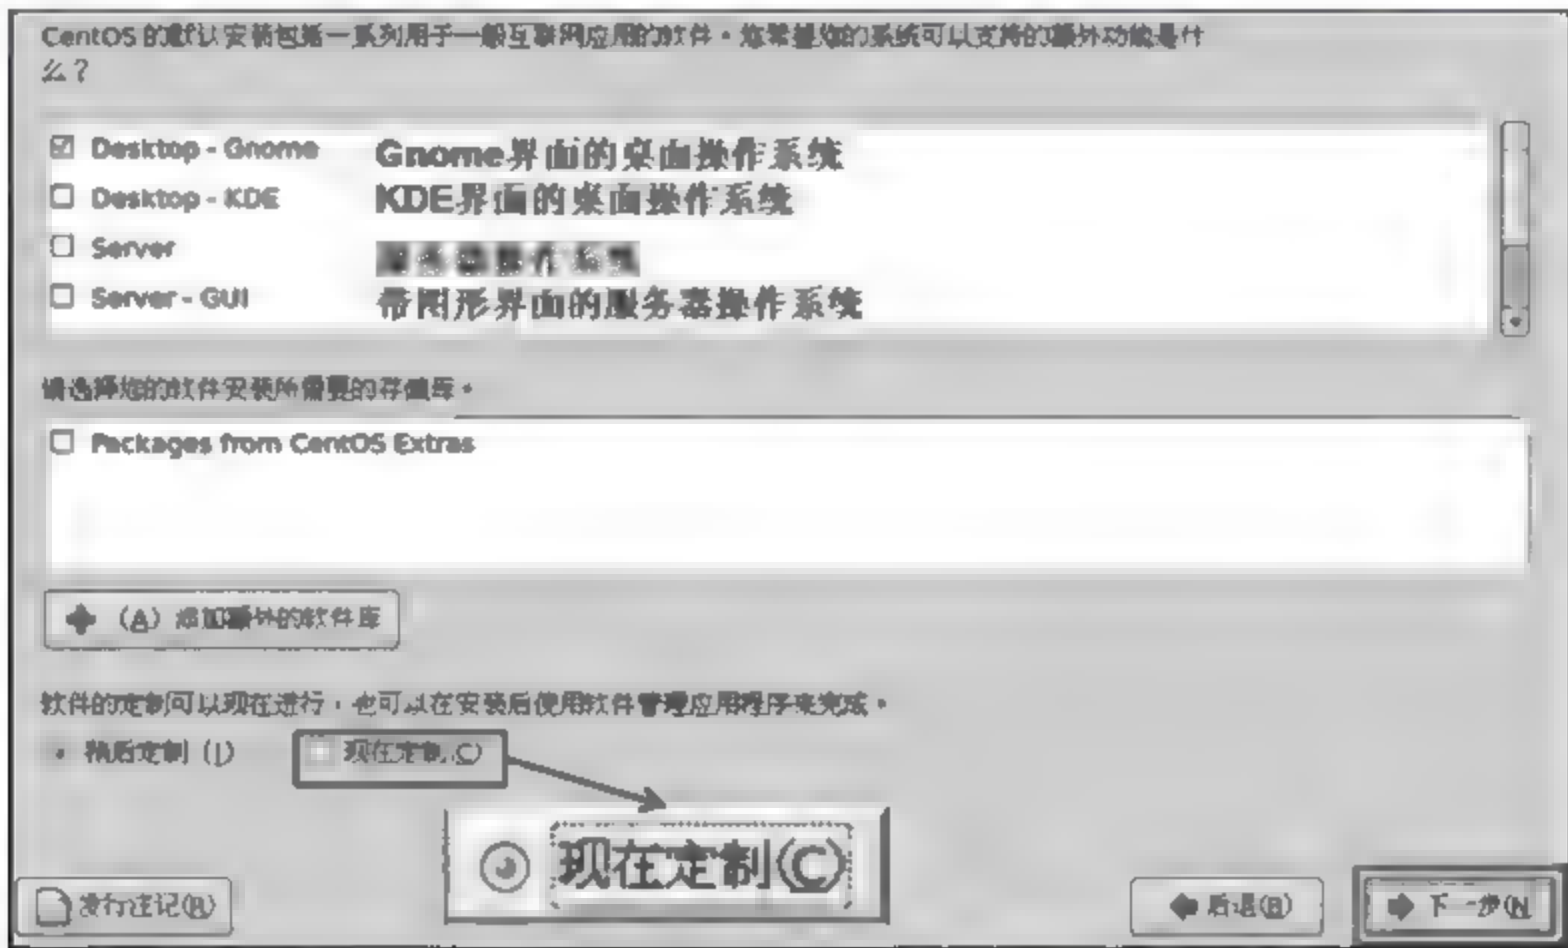 CentOS 的默认安装包括一系列用于一般互联网应用的软件。您希望您的系统可以支持的额外功能是什
么？
Desktop - Gnome Gnome界面的桌面操作系统
Desktop - KDE KDE界面的桌面操作系统
Server 服务器操作系统
Server - GUI 带图形界面的服务器操作系统
请选择您的软件安装所需要的存储库。
Packages from CentOS Extras
(A) 添加额外的软件库
软件的定制可以现在进行，也可以在安装后使用软件管理应用程序来完成。
稍后定制 (l) 现在定制(C)
现在定制(C)
发行注记(R) 后退(B) 下一步(N